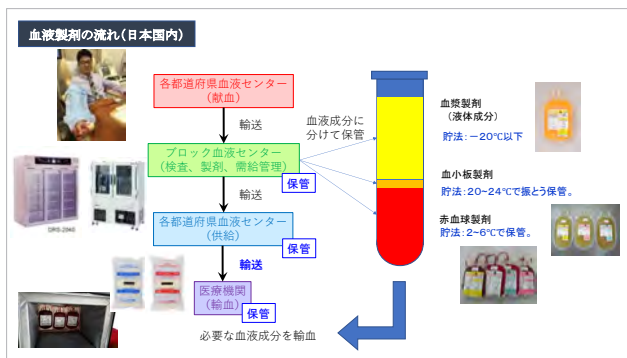 血液製剤の流れ(日本国内)
各都道府県血液センター
(献血)
輸送
ブロック血液センター
(検査、製剤、需給管理)
保管
輸送
各都道府県血液センター
(供給)
保管
輸送
医療機関
(輸血)
保管
必要な血液成分を輸血
血液成分に
分けて保管
血漿製剤
(液体成分)
貯法:-20℃以下
血小板製剤
貯法:20~24℃で振とう保管。
赤血球製剤
貯法:2~6℃で保管。